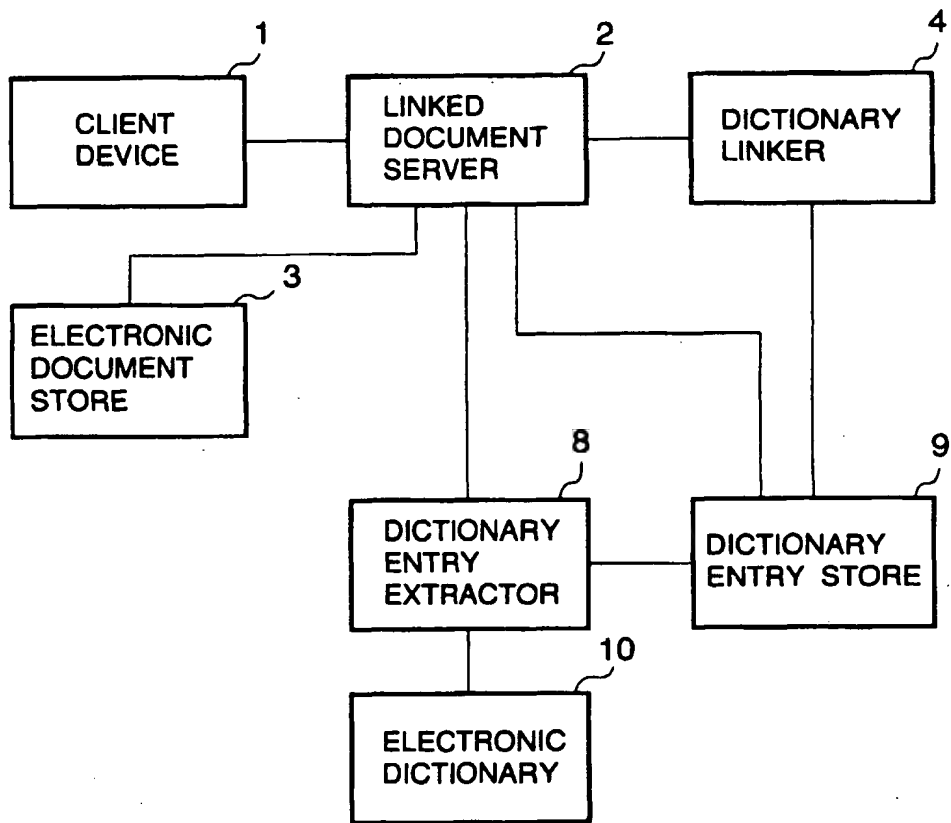 1
CLIENT
DEVICE
2
LINKED
DOCUMENT
SERVER
4
DICTIONARY
LINKER
3
ELECTRONIC
DOCUMENT
STORE
8
DICTIONARY
ENTRY
EXTRACTOR
9
DICTIONARY
ENTRY STORE
10
ELECTRONIC
DICTIONARY